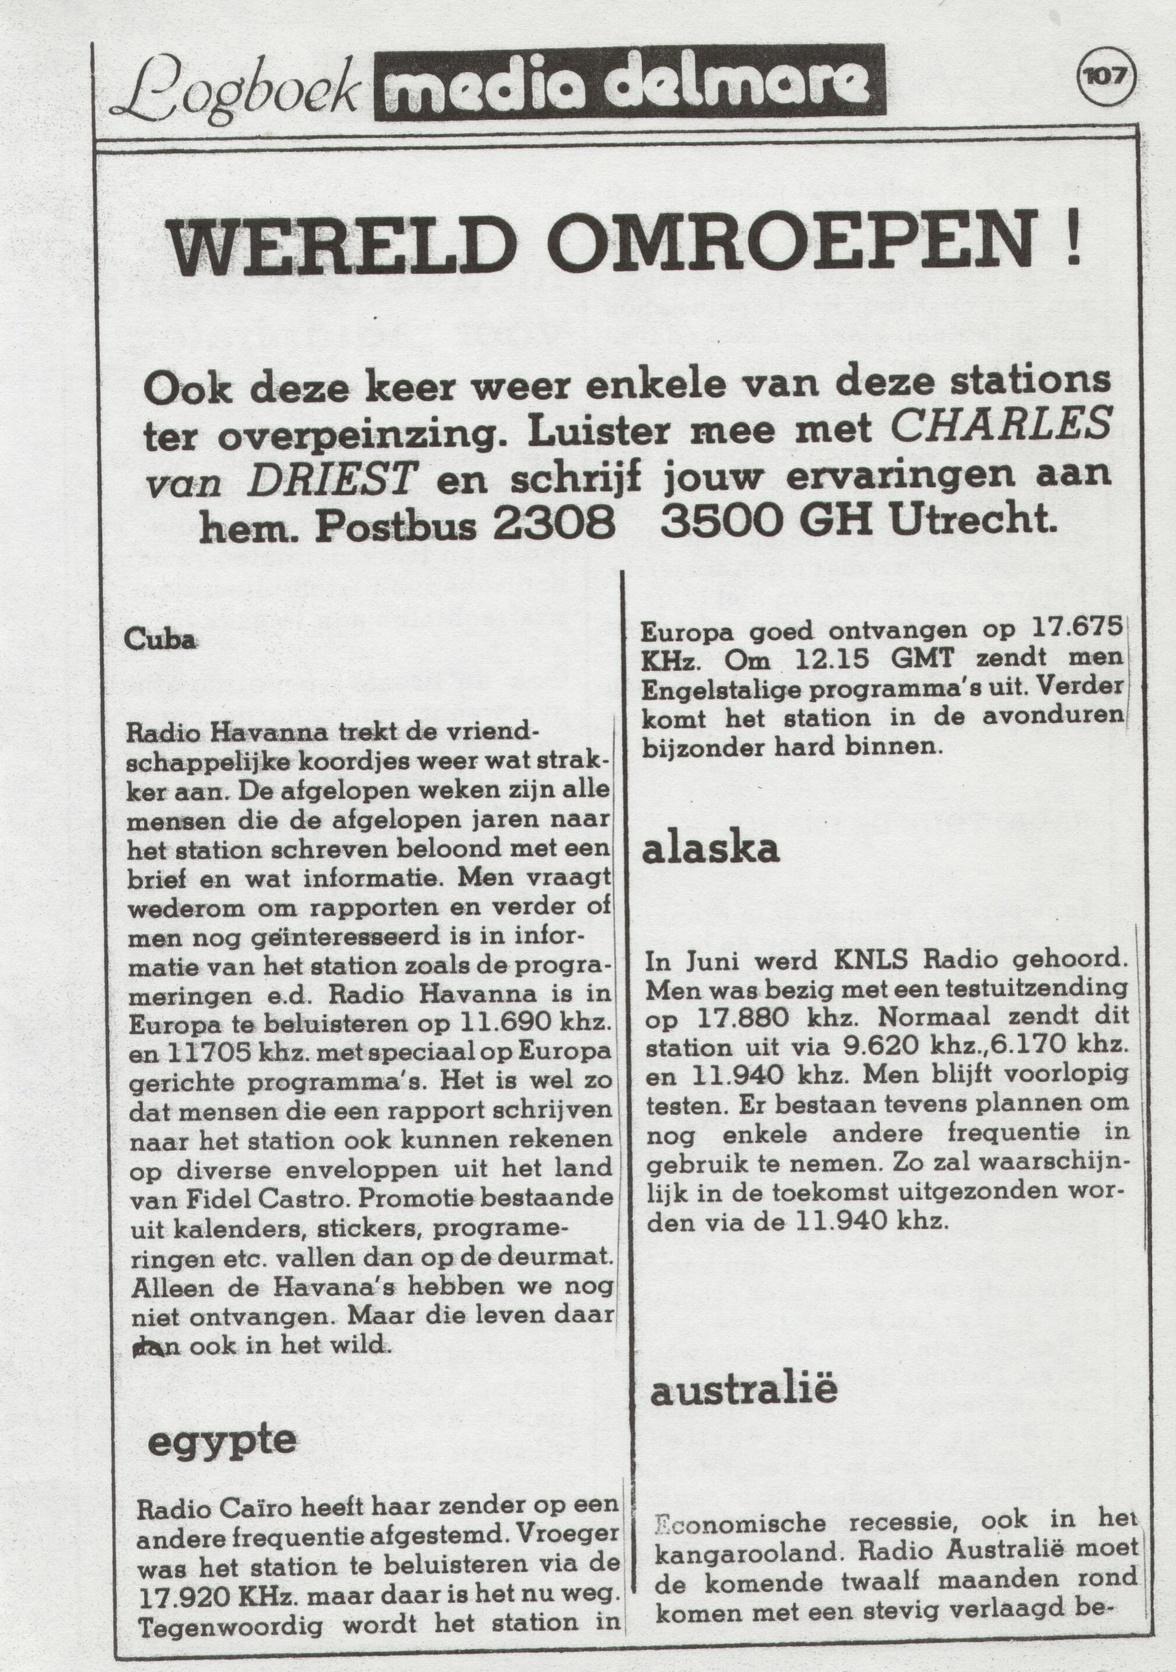 Logboek media delmare
107
WERELD OMROEPEN !
Ook deze keer weer enkele van deze stations
ter overpeinzing. Luister mee met CHARLES
van DRIEST en schrijf jouw ervaringen aan
hem. Postbus 2308 3500 GH Utrecht.
Cuba
Radio Havanna trekt de vriend-
schappelijke koordjes weer wat strak-
ker aan. De afgelopen weken zijn alle
mensen die de afgelopen jaren naar
het station schreven beloond met een
brief en wat informatie. Men vraagt
wederom om rapporten en verder of
men nog geïnteresseerd is in infor-
matie van het station zoals de progra-
meringen e.d. Radio Havanna is in
Europa te beluisteren op 11.690 khz.
en 11705 khz. met speciaal op Europa
gerichte programma's. Het is wel zo
dat mensen die een rapport schrijven
naar het station ook kunnen rekenen
op diverse enveloppen uit het land
van Fidel Castro. Promotie bestaande
uit kalenders, stickers, programe-
ringen etc. vallen dan op de deurmat.
Alleen de Havana's hebben we nog
niet ontvangen. Maar die leven daar
dan ook in het wild.
egypte
Radio Caïro heeft haar zender op een
andere frequentie afgestemd. Vroeger
was het station te beluisteren via de
17.920 KHz. maar daar is het nu weg.
Tegenwoordig wordt het station in
Europa goed ontvangen op 17.675
KHz. Om 12.15 GMT zendt men
Engelstalige programma's uit. Verder
komt het station in de avonduren
bijzonder hard binnen.
alaska
In Juni werd KNLS Radio gehoord.
Men was bezig met een testuitzending
op 17.880 khz. Normaal zendt dit
station uit via 9.620 khz.,6.170 khz.
en 11.940 khz. Men blijft voorlopig
testen. Er bestaan tevens plannen om
nog enkele andere frequentie in
gebruik te nemen. Zo zal waarschijn-
lijk in de toekomst uitgezonden wor-
den via de 11.940 khz.
australië
Economische recessie, ook in het
kangarooland. Radio Australië moet
de komende twaalf maanden rond
komen met een stevig verlaagd be-